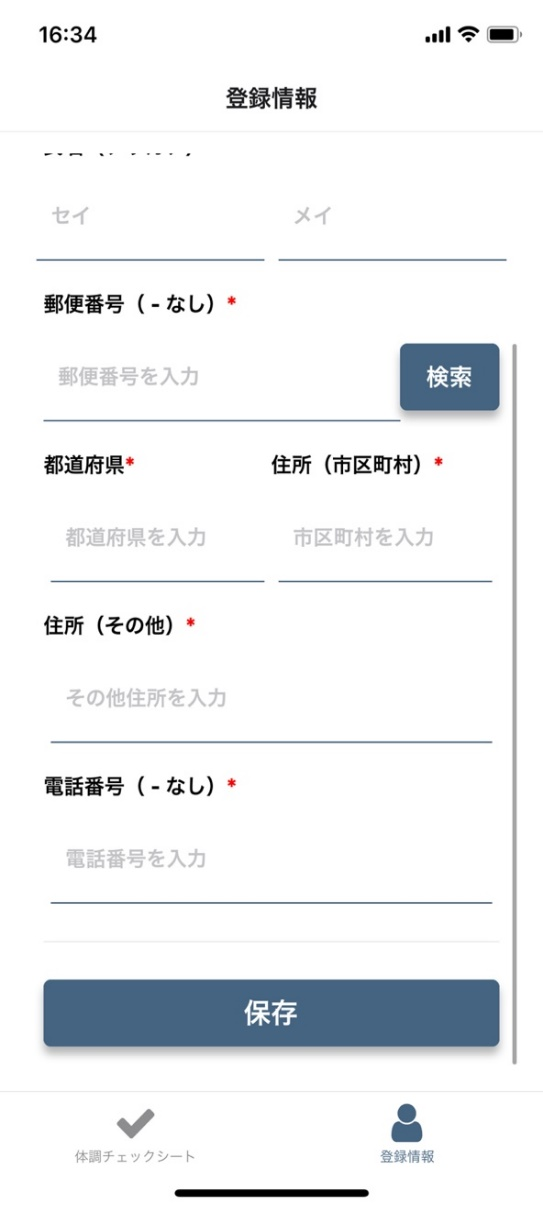 16:34
登録情報
セイ メイ
郵便番号（ - なし）*
郵便番号を入力 検索
都道府県* 住所（市区町村）*
都道府県を入力 市区町村を入力
住所（その他）*
その他住所を入力
電話番号（ - なし）*
電話番号を入力
保存
体調チェックシート 登録情報